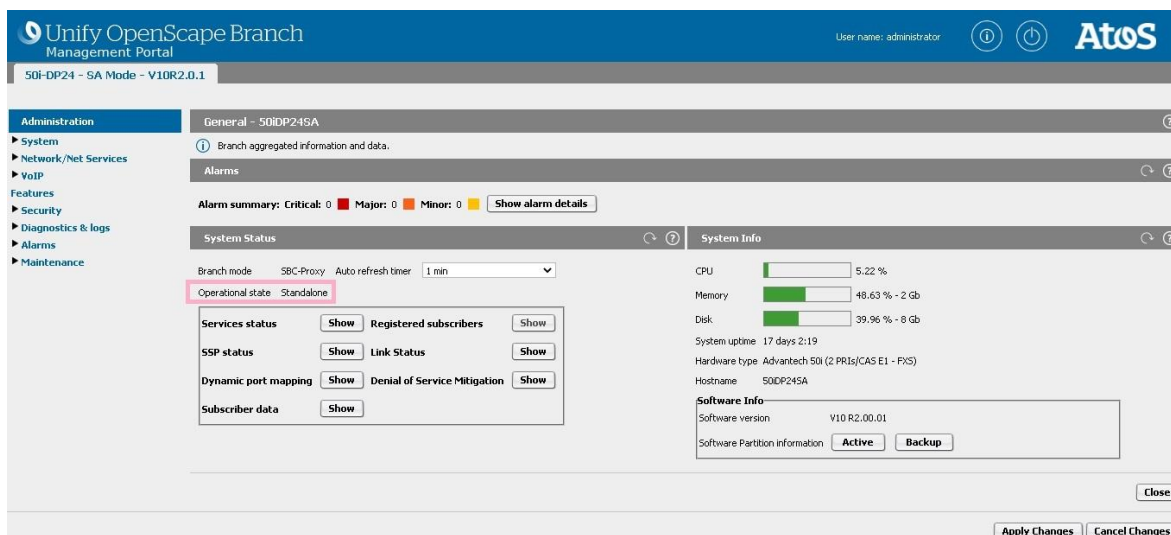 Unify OpenScape Branch
Management Portal
User name: administrator
Atos
50i-DP24 - SA Mode - V10R2.0.1
Administration
System
Network/Net Services
VoIP
Features
Security
Diagnostics & logs
Alarms
Maintenance
General - 50iDP24SA
Branch aggregated information and data.
Alarms
Alarm summary: Critical: 0 Major: 0 Minor: 0 Show alarm details
System Status
Branch mode SBC-Proxy Auto refresh timer 1 min
Operational state Standalone
Services status Show Registered subscribers Show
SSP status Show Link Status Show
Dynamic port mapping Show Denial of Service Mitigation Show
Subscriber data Show
System Info
CPU 5.22 %
Memory 48.63 % - 2 Gb
Disk 39.96 % - 8 Gb
System uptime 17 days 2:19
Hardware type Advantech 50i (2 PRIs/CAS E1 - FXS)
Hostname 50iDP24SA
Software Info
Software version V10 R2.00.01
Software Partition information Active Backup
Close
Apply Changes Cancel Changes